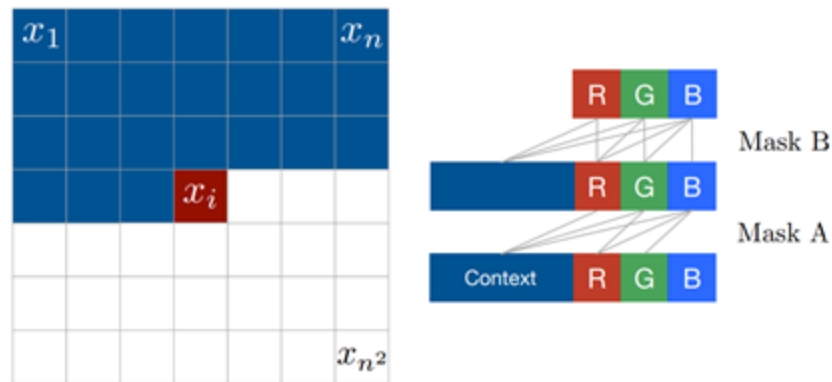 x₁ xₙ
xᵢ
xₙ²
R G B
Mask B
R G B
Mask A
Context R G B